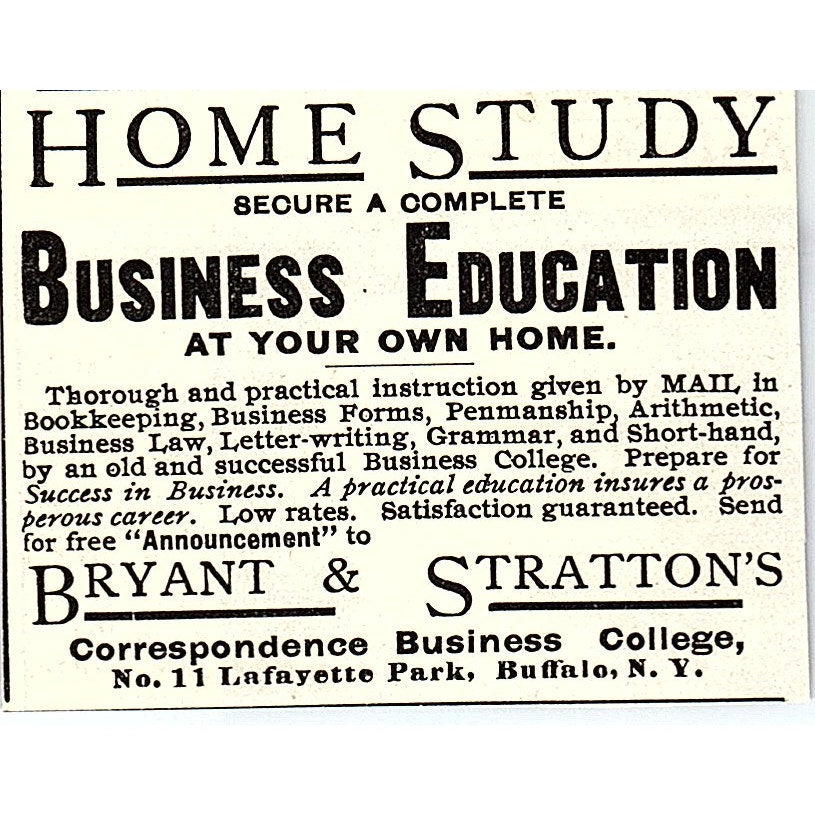 HOME STUDY
SECURE A COMPLETE
BUSINESS EDUCATION
AT YOUR OWN HOME.
Thorough and practical instruction given by MAIL in
Bookkeeping, Business Forms, Penmanship, Arithmetic,
Business Law, Letter-writing, Grammar, and Short-hand,
by an old and successful Business College. Prepare for
Success in Business. A practical education insures a pros-
perous career. Low rates. Satisfaction guaranteed. Send
for free "Announcement" to
BRYANT & STRATTON'S
Correspondence Business College,
No. 11 Lafayette Park, Buffalo, N. Y.